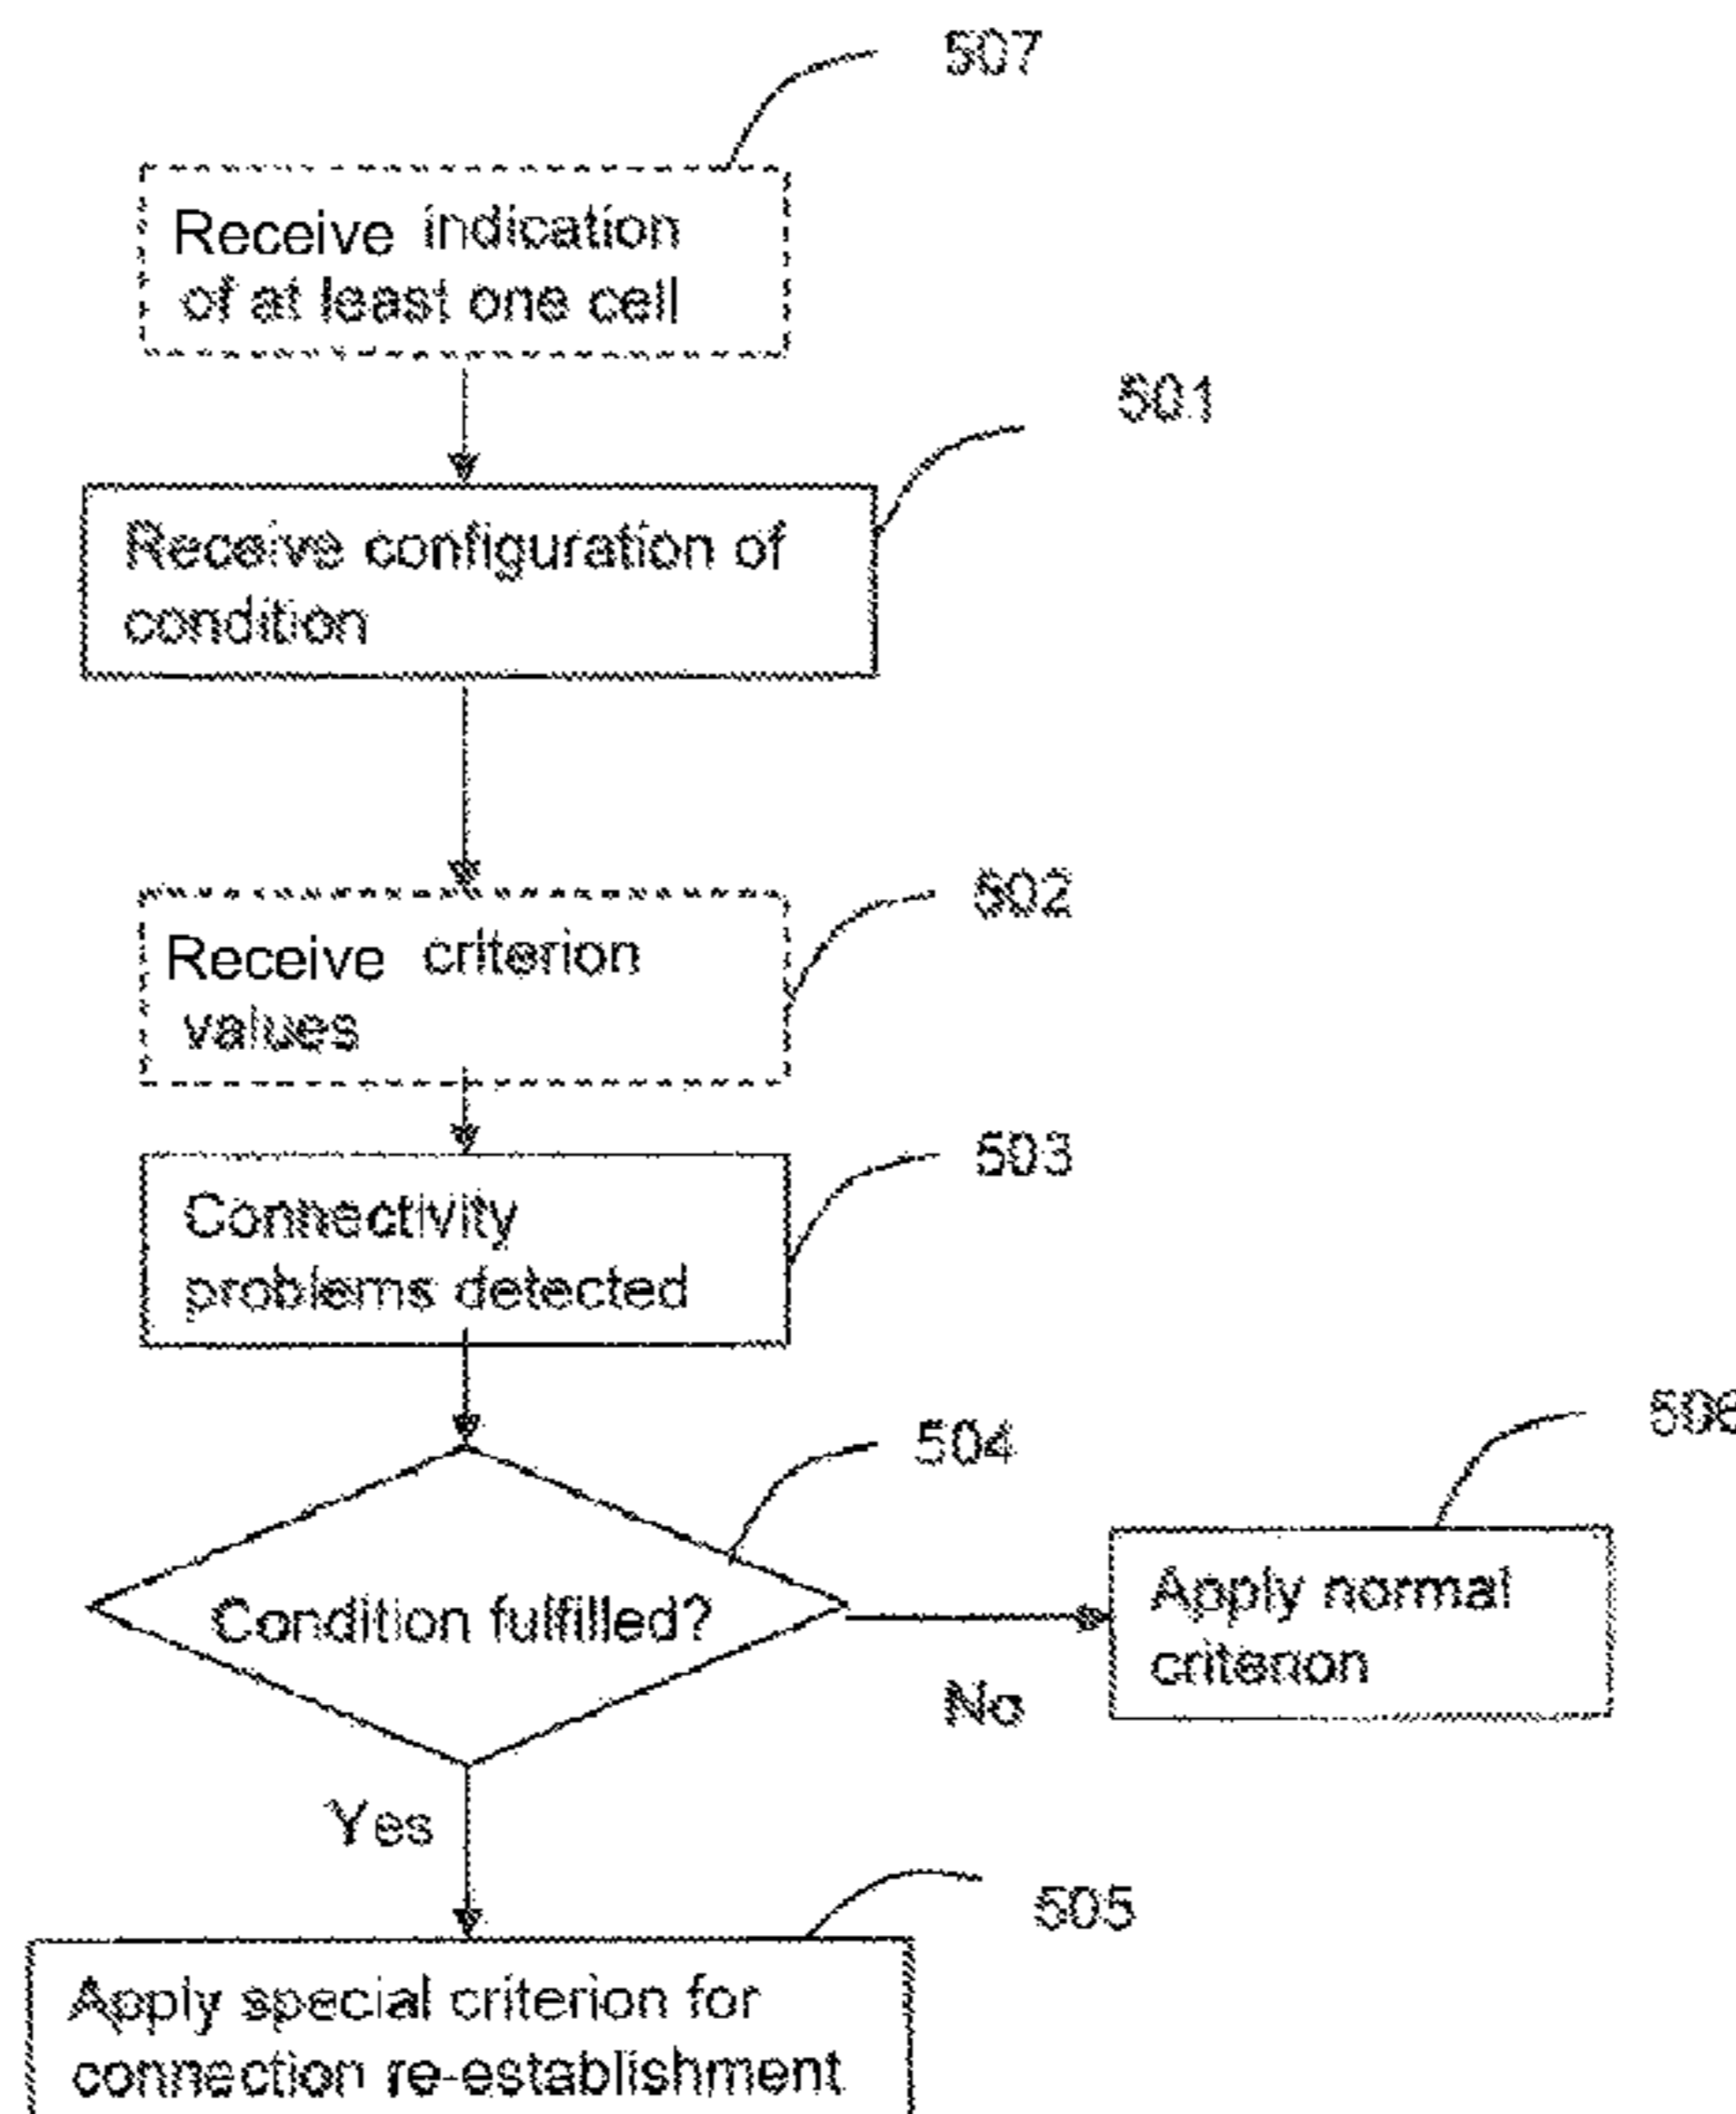 507
Receive indication
of at least one cell
501
Receive configuration of
condition
502
Receive criterion
values
503
Connectivity
problems detected
504
Condition fulfilled?
506
Apply normal
criterion
No
Yes
505
Apply special criterion for
connection re-establishment